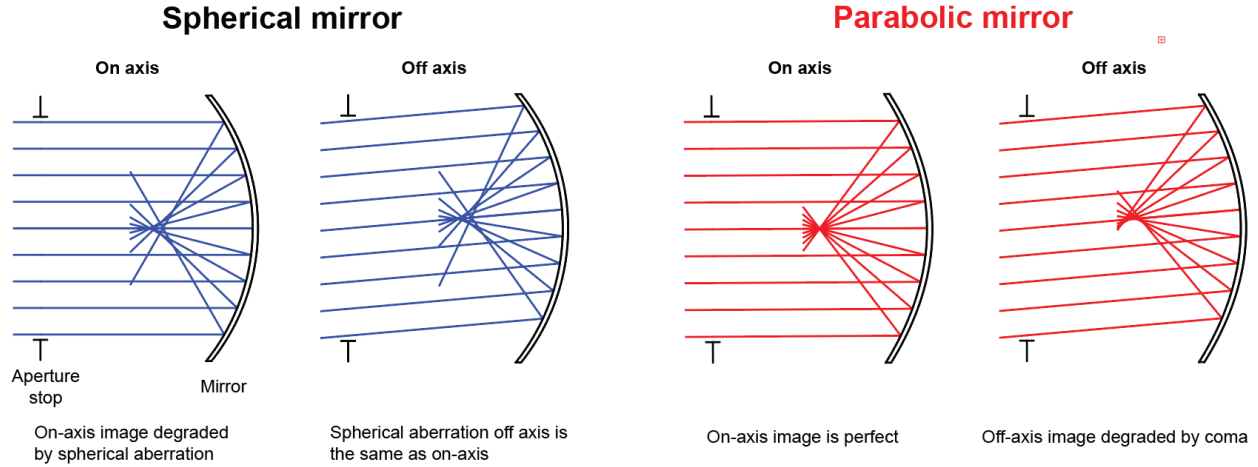 Spherical mirror
On axis
Off axis
Aperture
stop
Mirror
On-axis image degraded
by spherical aberration
Spherical aberration off axis is
the same as on-axis
Parabolic mirror
On axis
Off axis
On-axis image is perfect
Off-axis image degraded by coma